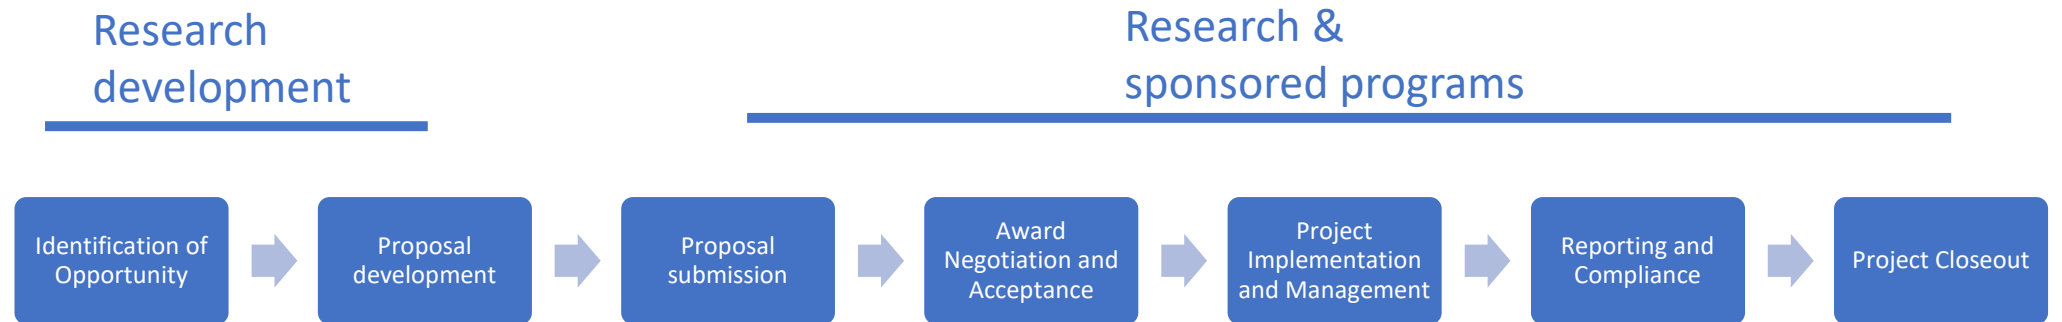 Research
development
Research &
sponsored programs
Identification of
Opportunity
Proposal
development
Proposal
submission
Award
Negotiation and
Acceptance
Project
Implementation
and Management
Reporting and
Compliance
Project Closeout